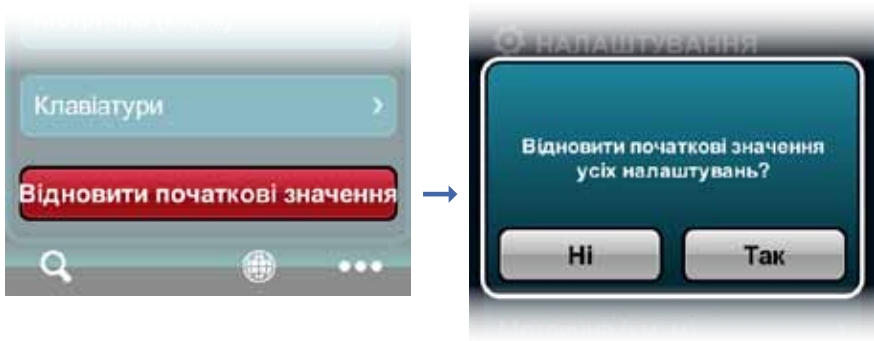 Клавіатури
Відновити початкові значення
НАЛАШТУВАННЯ
Відновити початкові значення
усіх налаштувань?
Ні
Так